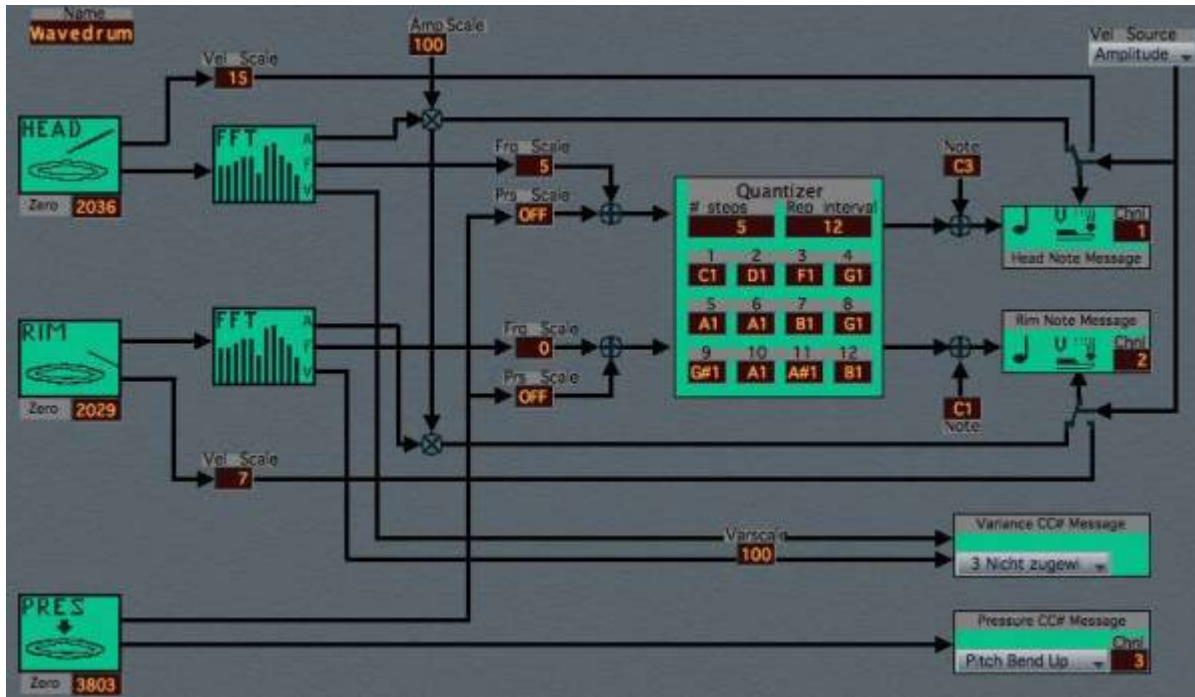 Name
Wavedrum
Amp Scale
100
Vel Source
Amplitude
Vel Scale
15
HEAD
Zero 2036
FFT
A
F
V
Frq Scale
5
Prs Scale
OFF
Note
C3
Quantizer
# steps Rep interval
5 12
1 2 3 4
C1 D1 F1 G1
5 6 7 8
A1 A1 B1 G1
9 10 11 12
G#1 A1 A#1 B1
Chnl
1
Head Note Message
RIM
Zero 2029
FFT
A
F
V
Frq Scale
0
Prs Scale
OFF
Rim Note Message
Chnl
2
C1
Note
Vel Scale
7
Varscale
100
Variance CC# Message
3 Nicht zugewi
PRES
Zero 3803
Pressure CC# Message
Chnl
Pitch Bend Up 3